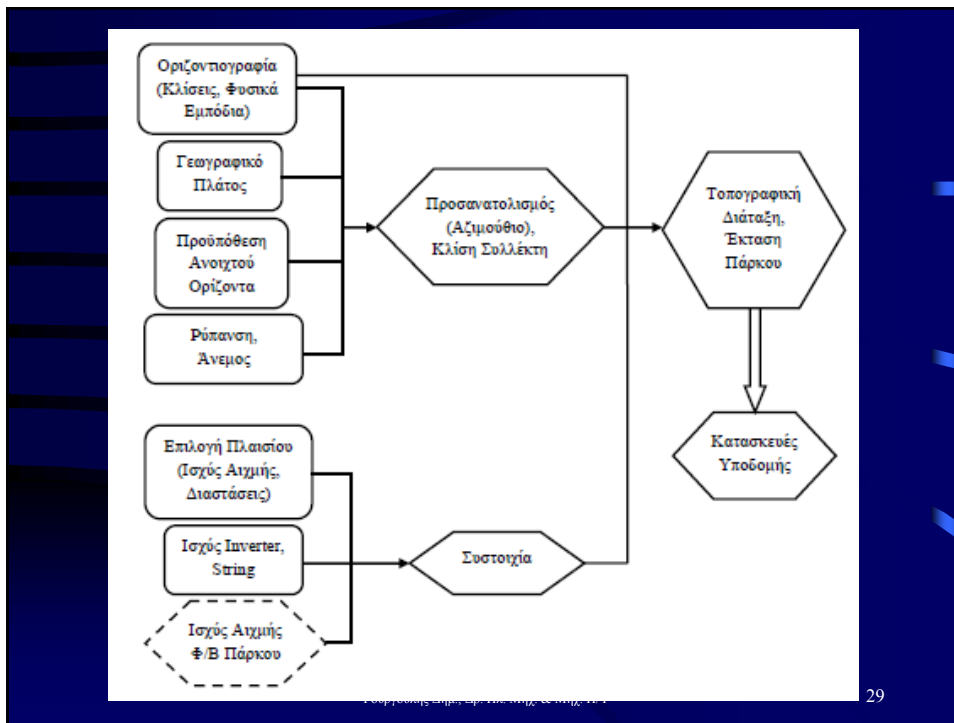 Οριζοντιογραφία
(Κλίσεις, Φυσικά
Εμπόδια)
Γεωγραφικό
Πλάτος
Προϋπόθεση
Ανοιχτού
Ορίζοντα
Ρύπανση,
Άνεμος
Προσανατολισμός
(Αζιμούθιο),
Κλίση Συλλέκτη
Τοπογραφική
Διάταξη,
Έκταση
Πάρκου
Κατασκευές
Υποδομής
Επιλογή Πλαισίου
(Ισχύς Αιχμής,
Διαστάσεις)
Ισχύς Inverter,
String
Ισχύς Αιχμής
Φ/Β Πάρκου
Συστοιχία
29